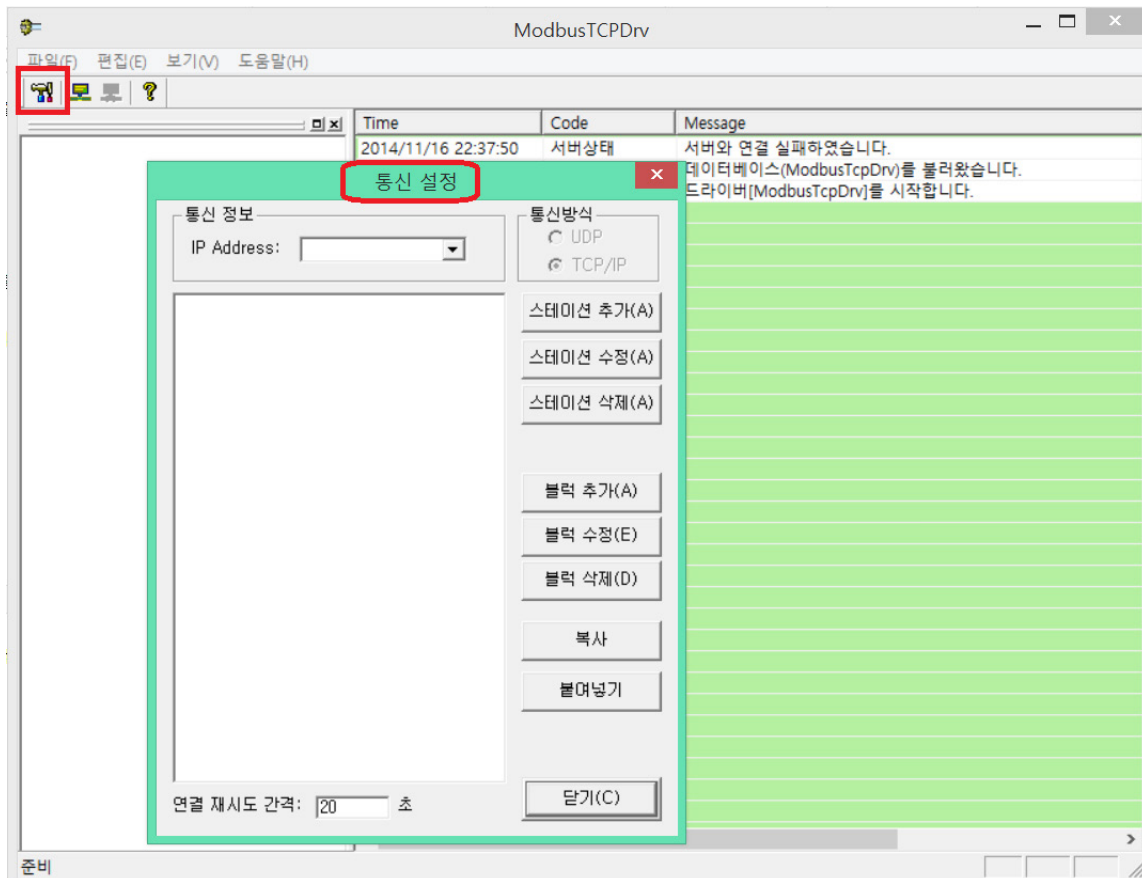 ModbusTCPDrv
파일(F) 편집(E) 보기(V) 도움말(H)
Time Code Message
2014/11/16 22:37:50 서버상태 서버와 연결 실패하였습니다.
데이터베이스(ModbusTcpDrv)를 불러왔습니다.
드라이버[ModbusTcpDrv]를 시작합니다.
통신 설정
통신 정보
IP Address:
통신방식
UDP
TCP/IP
스테이션 추가(A)
스테이션 수정(A)
스테이션 삭제(A)
블럭 추가(A)
블럭 수정(E)
블럭 삭제(D)
복사
붙여넣기
연결 재시도 간격: 20 초
닫기(C)
준비